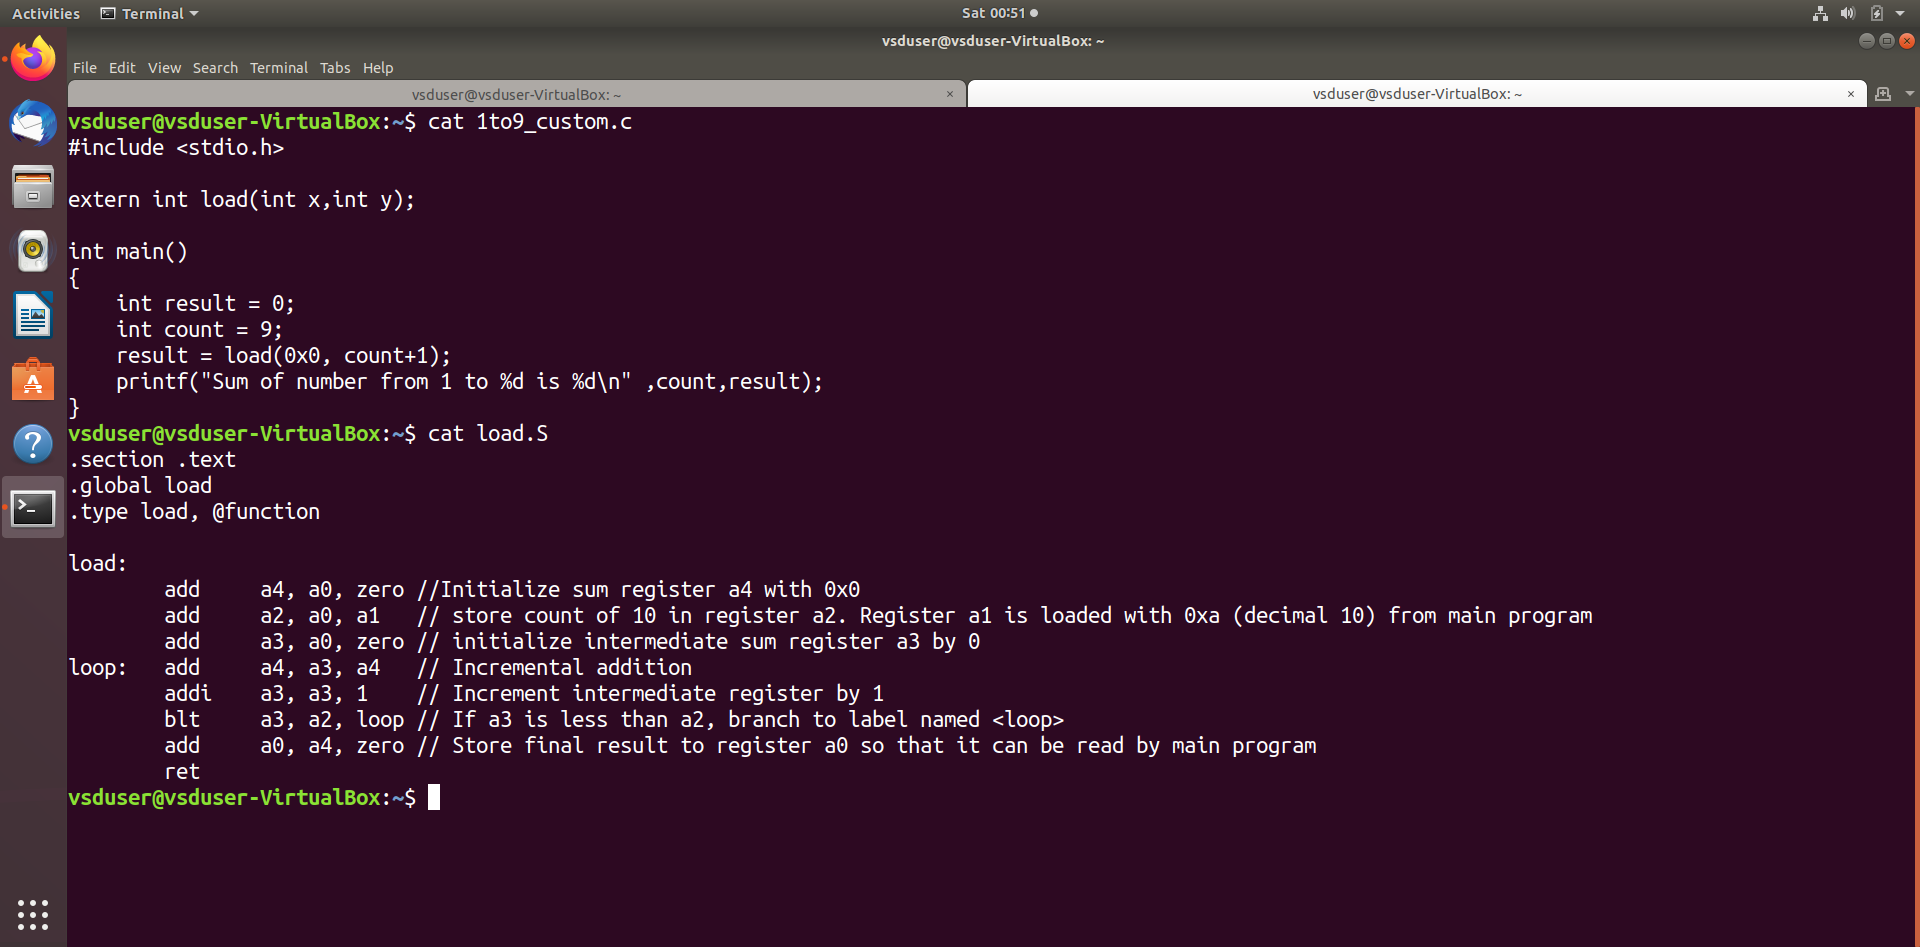 Activities Terminal Sat 00:51
vsduser@vsduser-VirtualBox: ~
File Edit View Search Terminal Tabs Help
vsduser@vsduser-VirtualBox: ~ × vsduser@vsduser-VirtualBox: ~ ×
vsduser@vsduser-VirtualBox:~$ cat 1to9_custom.c
#include <stdio.h>

extern int load(int x,int y);

int main()
{
    int result = 0;
    int count = 9;
    result = load(0x0, count+1);
    printf("Sum of number from 1 to %d is %d\n" ,count,result);
}
vsduser@vsduser-VirtualBox:~$ cat load.S
.section .text
.global load
.type load, @function

load:
        add     a4, a0, zero //Initialize sum register a4 with 0x0
        add     a2, a0, a1   // store count of 10 in register a2. Register a1 is loaded with 0xa (decimal 10) from main program
        add     a3, a0, zero // initialize intermediate sum register a3 by 0
loop:   add     a4, a3, a4   // Incremental addition
        addi    a3, a3, 1    // Increment intermediate register by 1
        blt     a3, a2, loop // If a3 is less than a2, branch to label named <loop>
        add     a0, a4, zero // Store final result to register a0 so that it can be read by main program
        ret
vsduser@vsduser-VirtualBox:~$